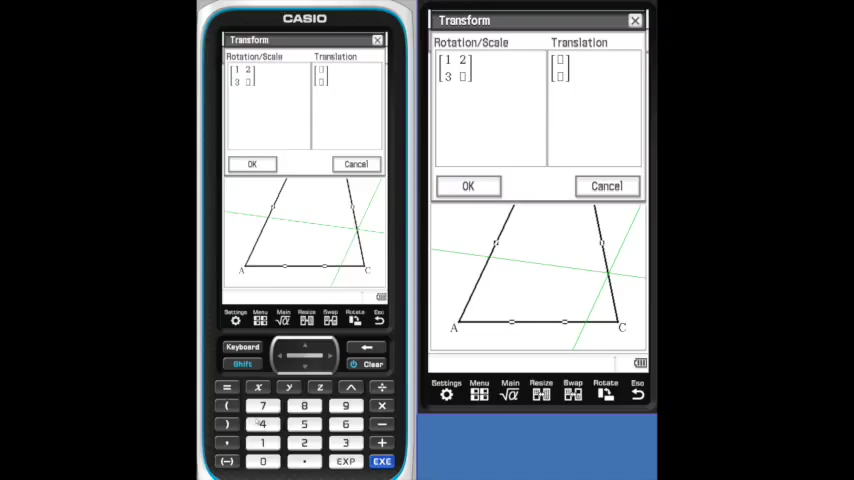 CASIO
Transform
Rotation/Scale Translation
1 2
3
OK Cancel
A C
Settings Menu Main Resize Swap Rotate Esc
Keyboard
Shift Clear
= x y z ^ ÷
( 7 8 9 ×
) 4 5 6 −
, 1 2 3 +
(−) 0 . EXP EXE
Transform
Rotation/Scale Translation
1 2
3
OK Cancel
A C
Settings Menu Main Resize Swap Rotate Esc